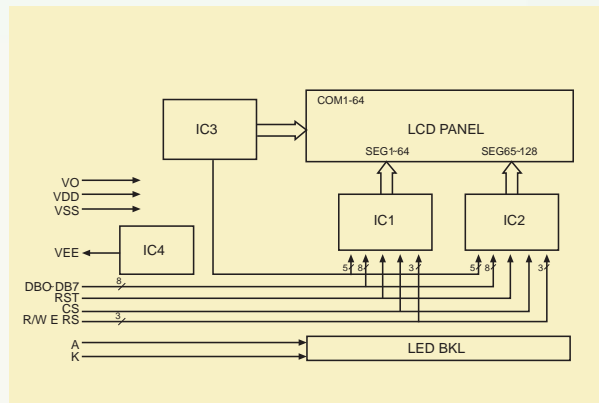 COM1-64
LCD PANEL
SEG1-64
SEG65-128
IC3
IC1
IC2
IC4
VO
VDD
VSS
VEE
5
8
3
5
8
3
DBO-DB7
8
RST
CS
R/W E RS
3
A
K
LED BKL